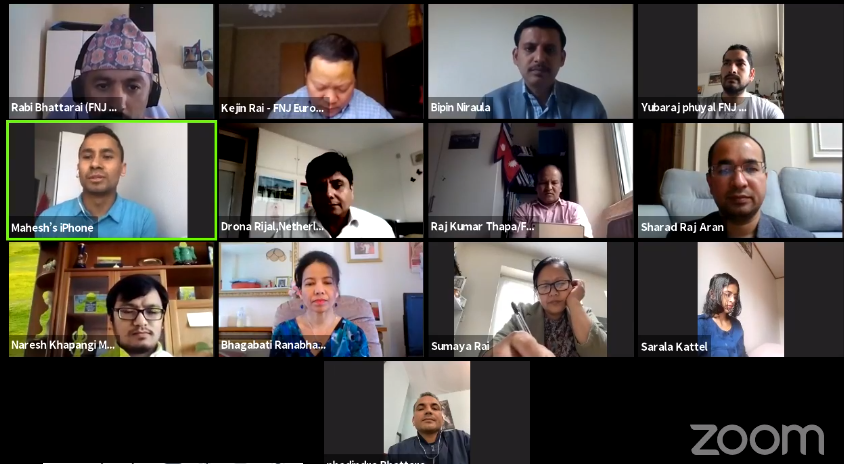 Rabi Bhattarai (FNJ ...
Kejin Rai - FNJ Euro...
Bipin Niraula
Yubaraj phuyal FNJ ...
Mahesh's iPhone
Drona Rijal,Netherl...
Raj Kumar Thapa/F...
Sharad Raj Aran
Naresh Khapangi M...
Bhagabati Ranabha...
Sumaya Rai
Sarala Kattel
zoom